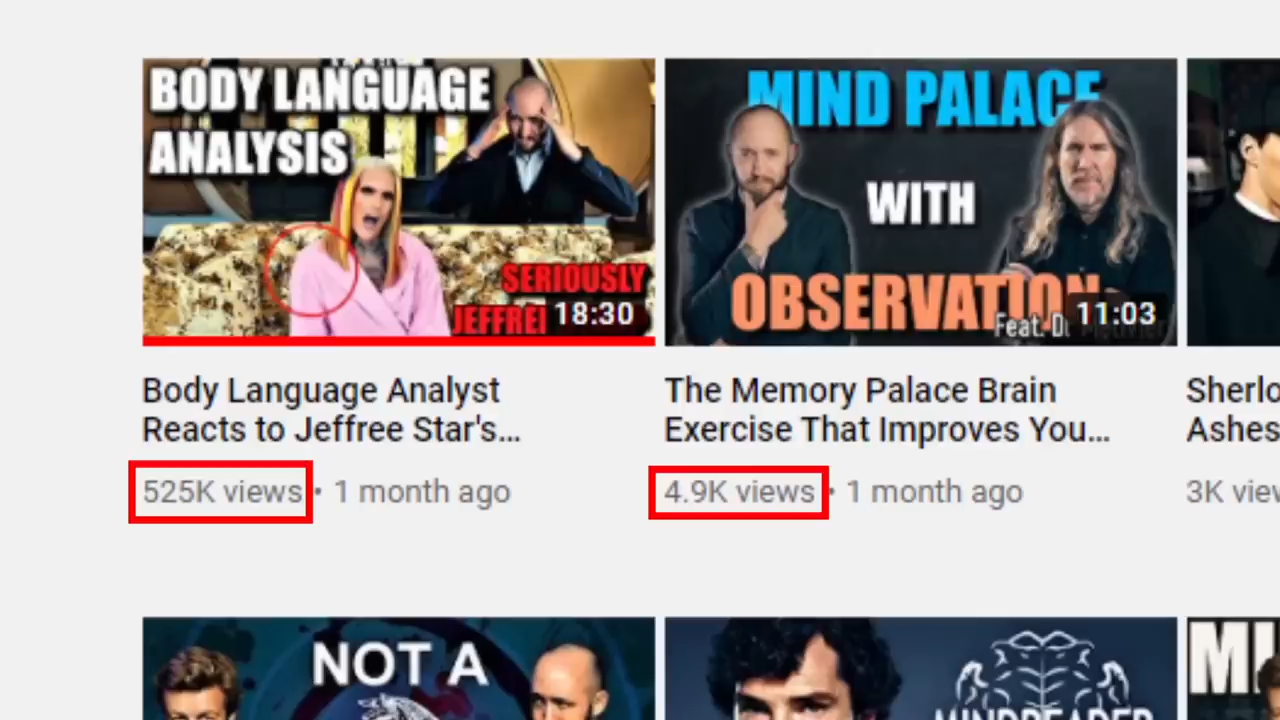 BODY LANGUAGE
ANALYSIS
SERIOUSLY
JEFFREE
18:30
MIND PALACE
WITH
OBSERVATION
Feat.
11:03
Body Language Analyst
Reacts to Jeffree Star's...
525K views • 1 month ago
The Memory Palace Brain
Exercise That Improves You...
4.9K views • 1 month ago
Sherlo
Ashes
3K view
NOT A
MINDREADER
MI